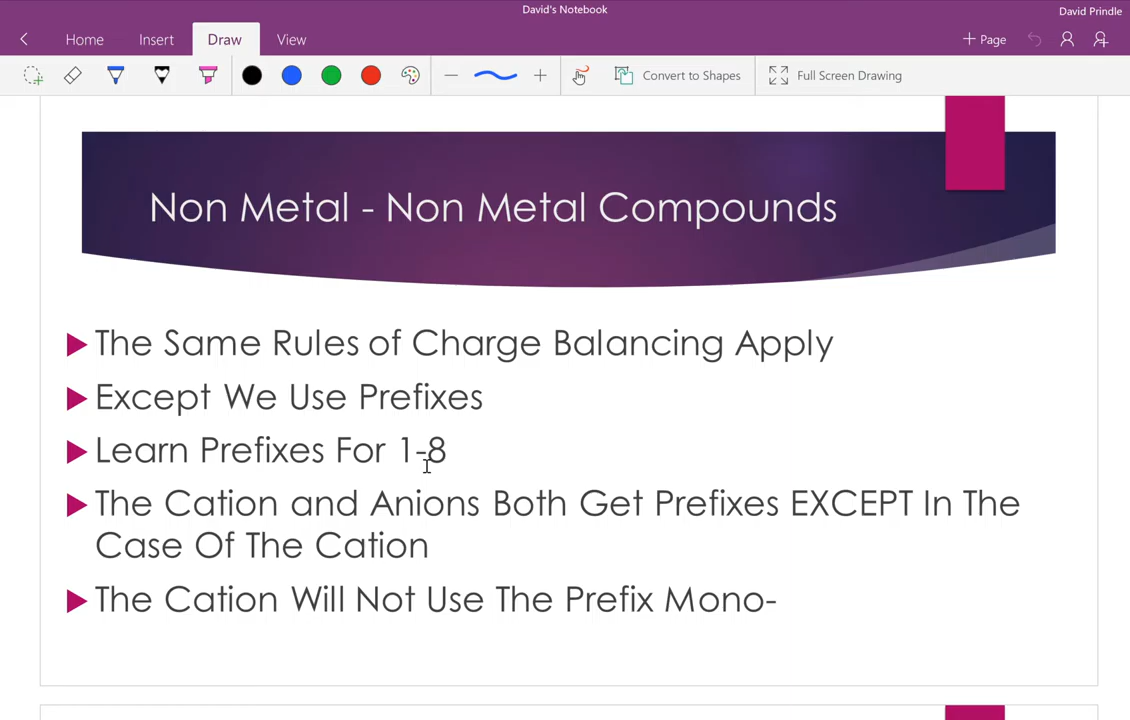 David's Notebook
David Prindle
Home Insert Draw View
Page
Convert to Shapes Full Screen Drawing
Non Metal - Non Metal Compounds
The Same Rules of Charge Balancing Apply
Except We Use Prefixes
Learn Prefixes For 1-8
The Cation and Anions Both Get Prefixes EXCEPT In The
Case Of The Cation
The Cation Will Not Use The Prefix Mono-